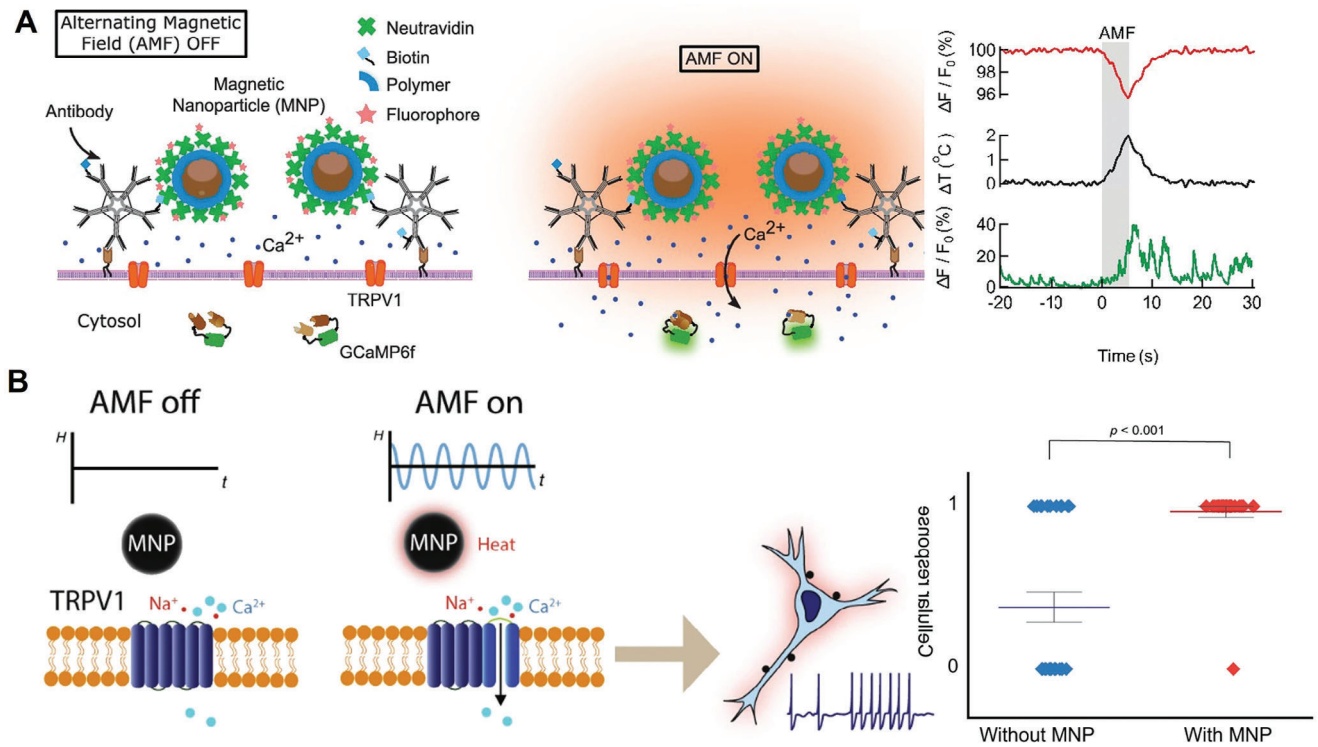 A
Alternating Magnetic
Field (AMF) OFF
Neutravidin
Biotin
Polymer
Fluorophore
Magnetic
Nanoparticle (MNP)
Antibody
Ca2+
TRPV1
Cytosol
GCaMP6f
AMF ON
Ca2+
AMF
ΔF / F0 (%)
100
98
96
ΔT (°C)
2
1
0
ΔF / F0 (%)
40
20
0
-20
-10
0
10
20
30
Time (s)
B
AMF off
H
t
MNP
TRPV1
Na+
Ca2+
AMF on
H
t
MNP
Heat
Na+
Ca2+
p < 0.001
Cellular response
1
0
Without MNP
With MNP